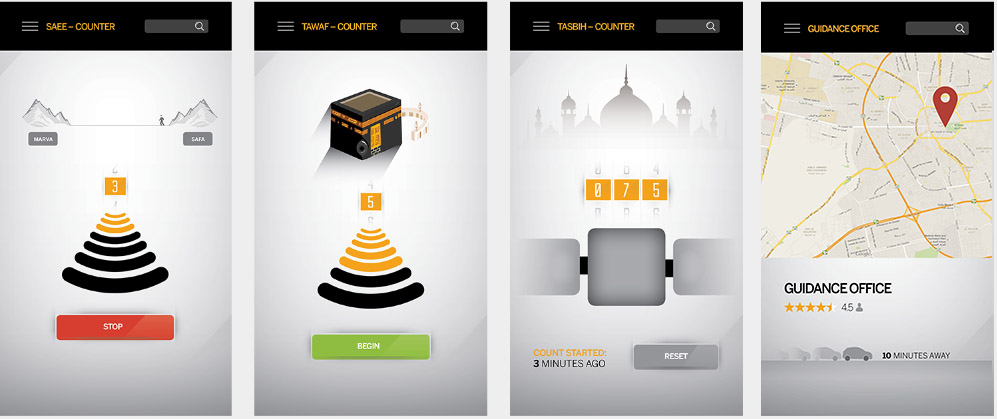 SAEE – COUNTER
MARVA
SAFA
3
STOP
TAWAF – COUNTER
5
BEGIN
TASBIH – COUNTER
0 7 5
COUNT STARTED:
3 MINUTES AGO
RESET
GUIDANCE OFFICE
GUIDANCE OFFICE
4.5
10 MINUTES AWAY